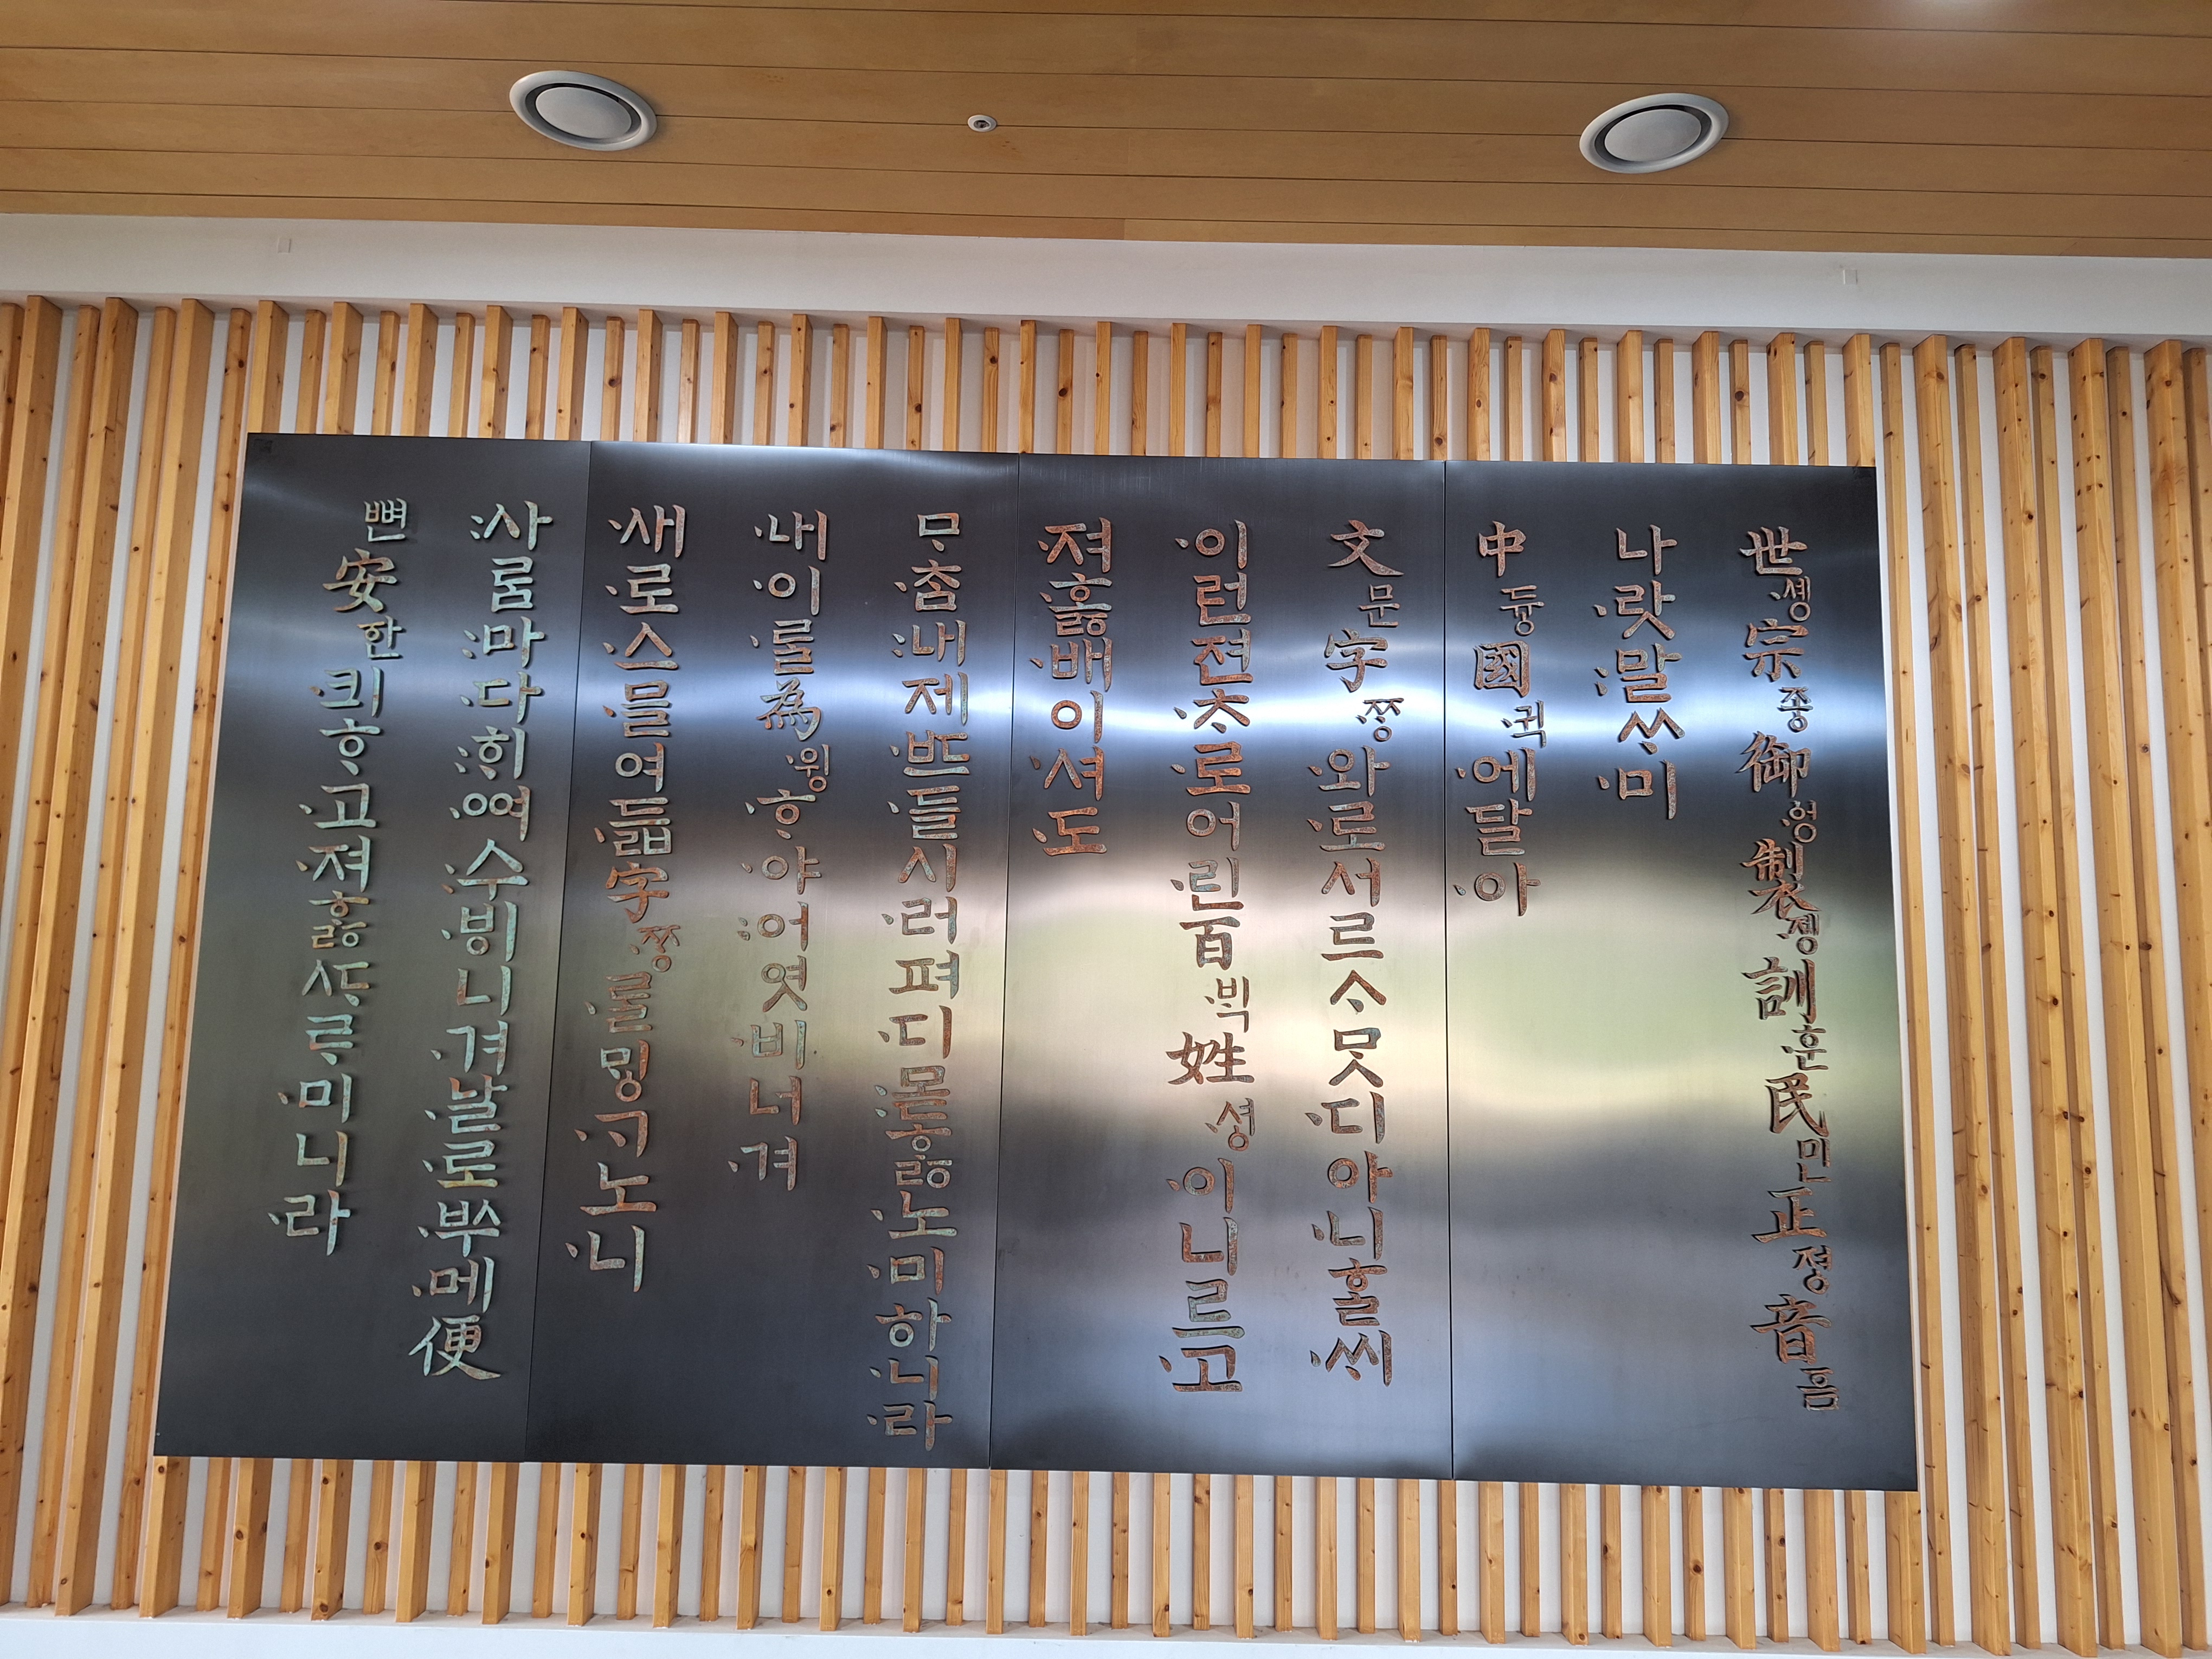 世솅宗종御엉製졩訓훈民민正졍音흠
나랏말ᄊᆞ미
中듕國귁에달아
文문字ᄍᆞᆼ와로서르ᄉᆞᄆᆞᆺ디아니ᄒᆞᆯᄊᆡ
이런젼ᄎᆞ로어린百ᄇᆡᆨ姓셩이니르고
져호ᇙ배이셔도
ᄆᆞᄎᆞᆷ내제ᄠᅳ들시러펴디몯ᄒᆞᇙ노미하니라
내이ᄅᆞᆯ為윙ᄒᆞ야어엿비너겨
새로스믈여듧字ᄍᆞᆼᄅᆞᆯᄆᆡᇰᄀᆞ노니
사ᄅᆞᆷ마다ᄒᆡᅇᅧ수ᄫᅵ니겨날로ᄡᅮ메便
뼌安한킈ᄒᆞ고져ᄒᆞᇙᄯᆞᄅᆞ미니라